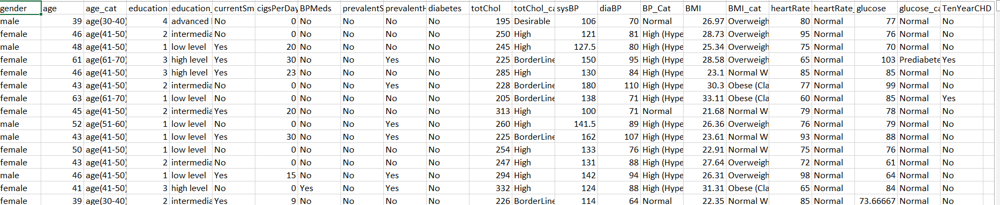 gender age age_cat education education_ currentSm cigsPerDay BPMeds prevalentS prevalentH diabetes totChol totChol_ca sysBP diaBP BP_Cat BMI BMI_cat heartRate heartRate_ glucose glucose_ca TenYearCHD
male 39 age(30-40) 4 advanced No 0 No No No No 195 Desirable 106 70 Normal 26.97 Overweigh 80 Normal 77 Normal No
female 46 age(41-50) 2 intermedia No 0 No No No No 250 High 121 81 High (Hype 28.73 Overweigh 95 Normal 76 Normal No
male 48 age(41-50) 1 low level Yes 20 No No No No 245 High 127.5 80 High (Hype 25.34 Overweigh 75 Normal 70 Normal No
female 61 age(61-70) 3 high level Yes 30 No No Yes No 225 BorderLine 150 95 High (Hype 28.58 Overweigh 65 Normal 103 Prediabete Yes
female 46 age(41-50) 3 high level Yes 23 No No No No 285 High 130 84 High (Hype 23.1 Normal W 85 Normal 85 Normal No
female 43 age(41-50) 2 intermedia No 0 No No Yes No 228 BorderLine 180 110 High (Hype 30.3 Obese (Cla 77 Normal 99 Normal No
female 63 age(61-70) 1 low level No 0 No No No No 205 BorderLine 138 71 High (Hype 33.11 Obese (Cla 60 Normal 85 Normal Yes
female 45 age(41-50) 2 intermedia Yes 20 No No No No 313 High 100 71 Normal 21.68 Normal W 79 Normal 78 Normal No
male 52 age(51-60) 1 low level No 0 No No Yes No 260 High 141.5 89 High (Hype 26.36 Overweigh 76 Normal 79 Normal No
male 43 age(41-50) 1 low level Yes 30 No No Yes No 225 BorderLine 162 107 High (Hype 23.61 Normal W 93 Normal 88 Normal No
female 50 age(41-50) 1 low level No 0 No No No No 254 High 133 76 High (Hype 22.91 Normal W 75 Normal 76 Normal No
female 43 age(41-50) 2 intermedia No 0 No No No No 247 High 131 88 High (Hype 27.64 Overweigh 72 Normal 61 Normal No
male 46 age(41-50) 1 low level Yes 15 No No Yes No 294 High 142 94 High (Hype 26.31 Overweigh 98 Normal 64 Normal No
female 41 age(41-50) 3 high level No 0 Yes No Yes No 332 High 124 88 High (Hype 31.31 Obese (Cla 65 Normal 84 Normal No
female 39 age(30-40) 2 intermedia Yes 9 No No No No 226 BorderLine 114 64 Normal 22.35 Normal W 85 Normal 73.66667 Normal No